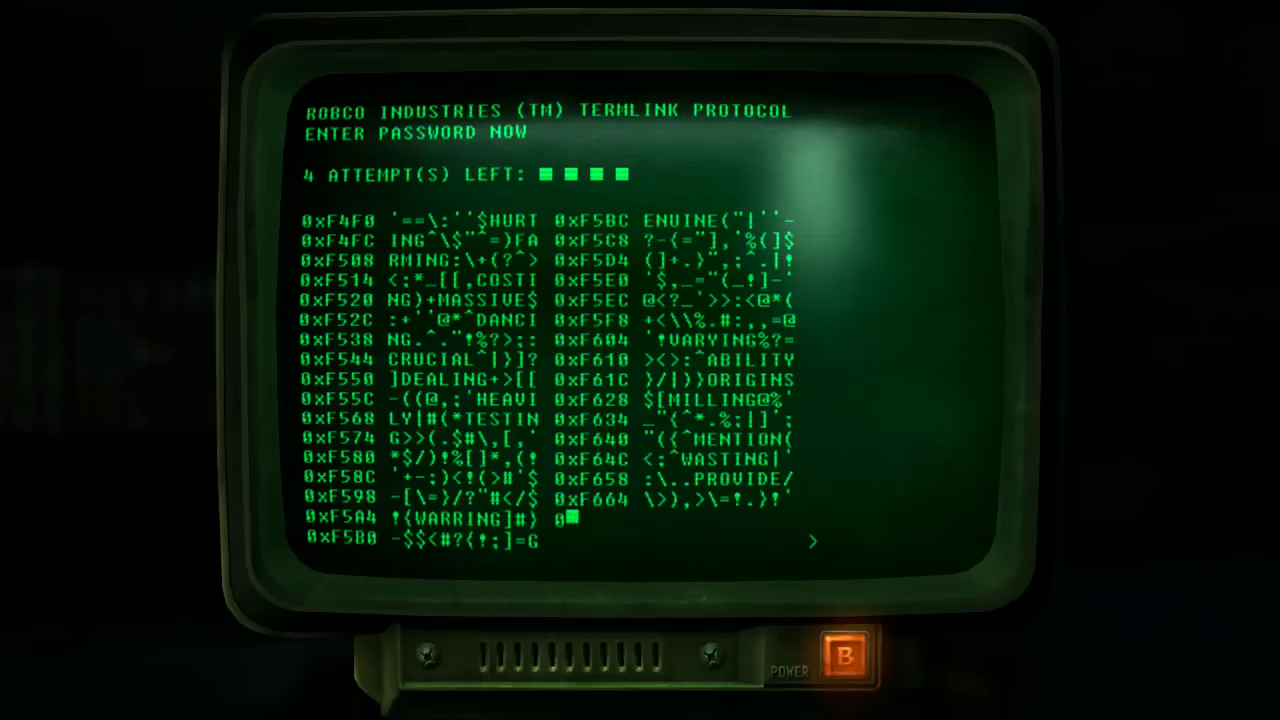 ROBCO INDUSTRIES (TM) TERMLINK PROTOCOL
ENTER PASSWORD NOW
4 ATTEMPT(S) LEFT:
0xF4F0 '==\:''$HURT 0xF5BC ENUINE("|''-
0xF4FC ING^\$"^=)FA 0xF5C8 ?-{="],'%(]$
0xF508 RMING:\+(?^> 0xF5D4 (]+.}",:^.|!
0xF514 <:*_[[,COSTI 0xF5E0 '$,_="(_!]-'
0xF520 NG)+MASSIVE$ 0xF5EC @<?_'>>:<@*(
0xF52C :+''@*^DANCI 0xF5F8 +<\\%.#:,,=@
0xF538 NG.^."!%?>;: 0xF604 '!VARYING%?=
0xF544 CRUCIAL^|}]? 0xF610 ><>:^ABILITY
0xF550 ]DEALING+>[[ 0xF61C }/|)}ORIGINS
0xF55C -((@,;'HEAVI 0xF628 $[MILLING@%'
0xF568 LY|#(*TESTIN 0xF634 _"{^*.%;|]';
0xF574 G>>(.$#\,[,' 0xF640 "({^MENTION(
0xF580 *$/)!%[]*,(! 0xF64C <;^WASTING|'
0xF58C '+-;)<!(>#'$ 0xF658 :\..PROVIDE/
0xF598 -[\=}/?"#</$ 0xF664 \>),>\=!.}!'
0xF5A4 !{WARRING]#} 0
0xF5B0 -$$<#?{!;]=G >
POWER
B